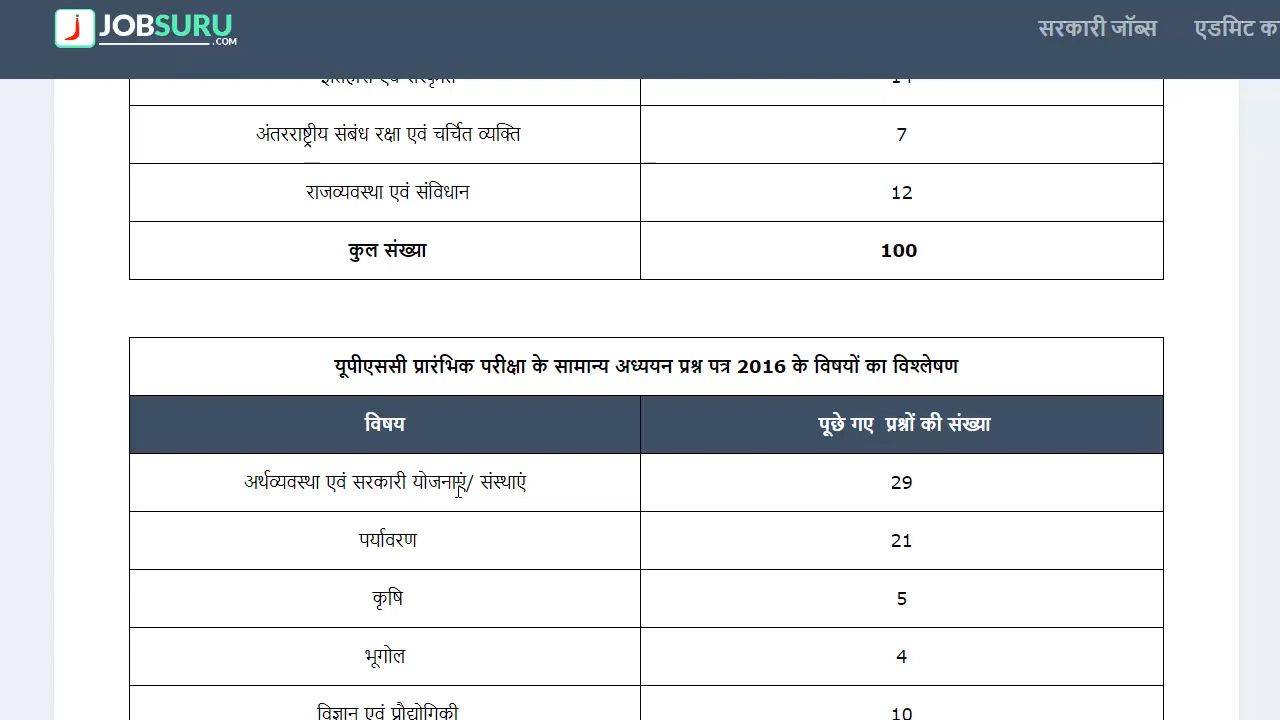 JOBSURU
.COM
सरकारी जॉब्स एडमिट क
अंतरराष्ट्रीय संबंध रक्षा एवं चर्चित व्यक्ति 7
राजव्यवस्था एवं संविधान 12
कुल संख्या 100
यूपीएससी प्रारंभिक परीक्षा के सामान्य अध्ययन प्रश्न पत्र 2016 के विषयों का विश्लेषण
विषय पूछे गए प्रश्नों की संख्या
अर्थव्यवस्था एवं सरकारी योजनाएं/ संस्थाएं 29
पर्यावरण 21
कृषि 5
भूगोल 4
विज्ञान एवं प्रौद्योगिकी 10